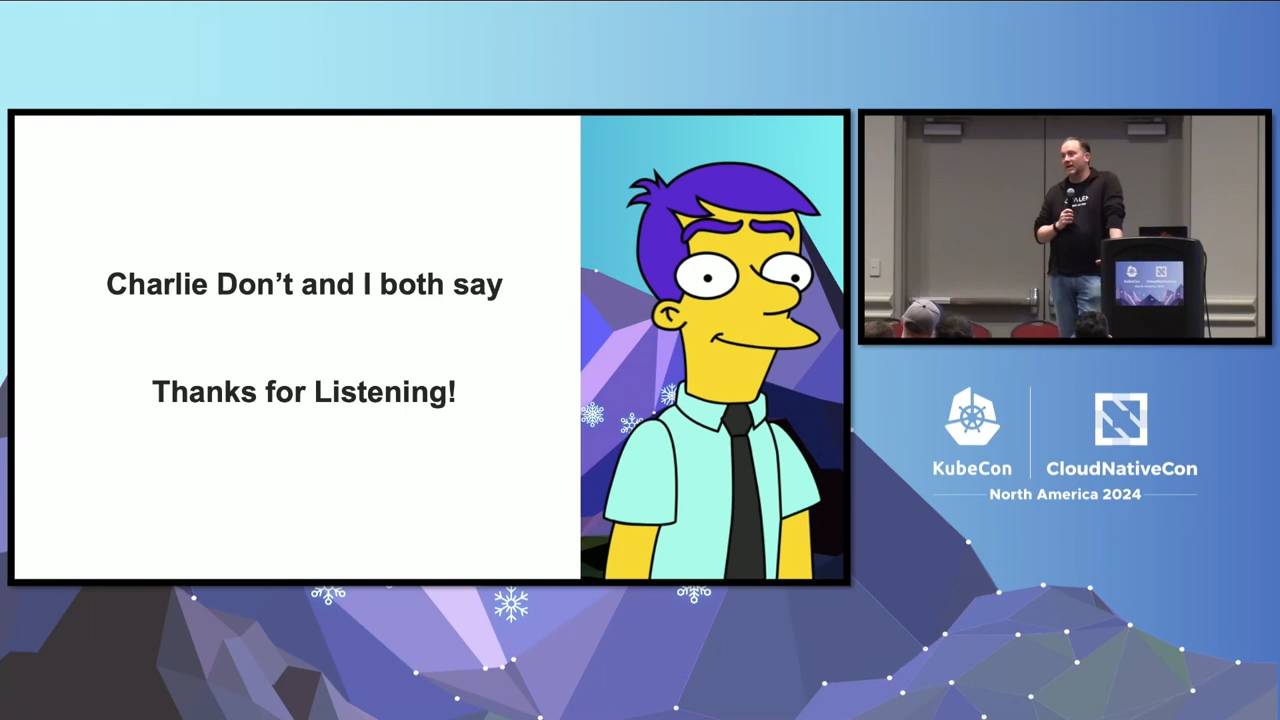 Charlie Don’t and I both say
Thanks for Listening!
KubeCon
CloudNativeCon
North America 2024